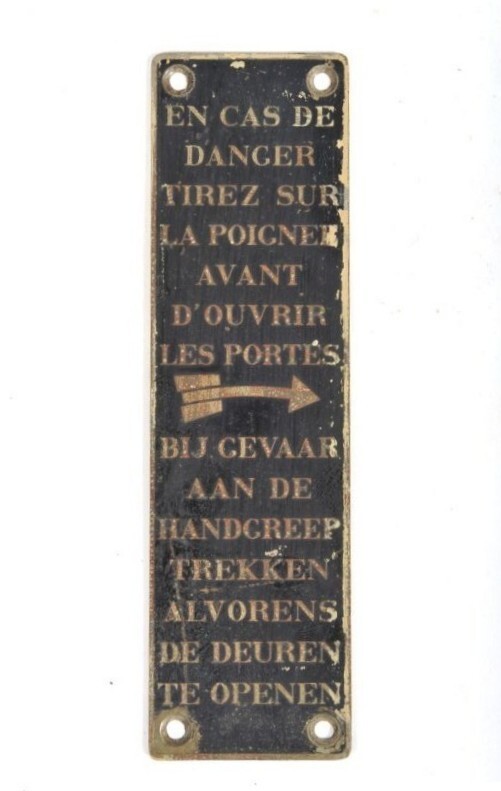 EN CAS DE
DANGER
TIREZ SUR
LA POIGNEE
AVANT
D'OUVRIR
LES PORTES
BIJ GEVAAR
AAN DE
HANDGREEP
TREKKEN
ALVORENS
DE DEUREN
TE OPENEN